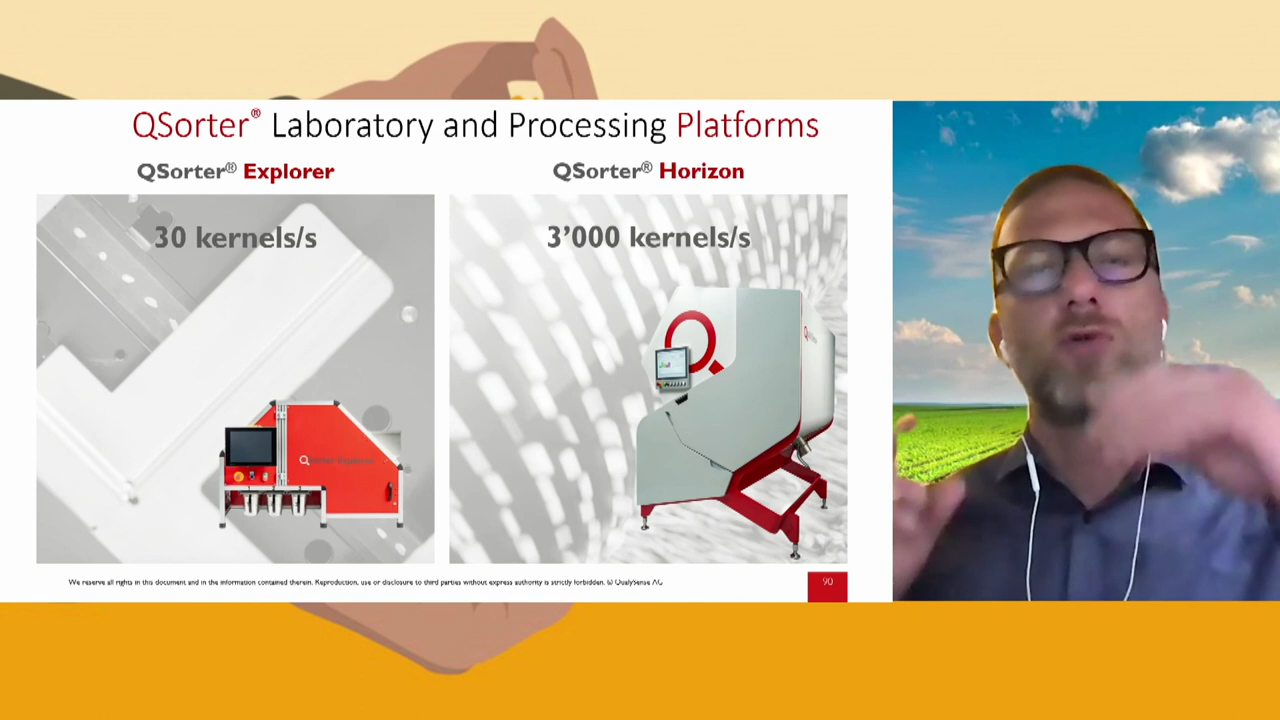 QSorter® Laboratory and Processing Platforms
QSorter® Explorer
QSorter® Horizon
30 kernels/s
3’000 kernels/s
QSorter Explorer
We reserve all rights in this document and in the information contained therein. Reproduction, use or disclosure to third parties without express authority is strictly forbidden. © QualySense AG
90